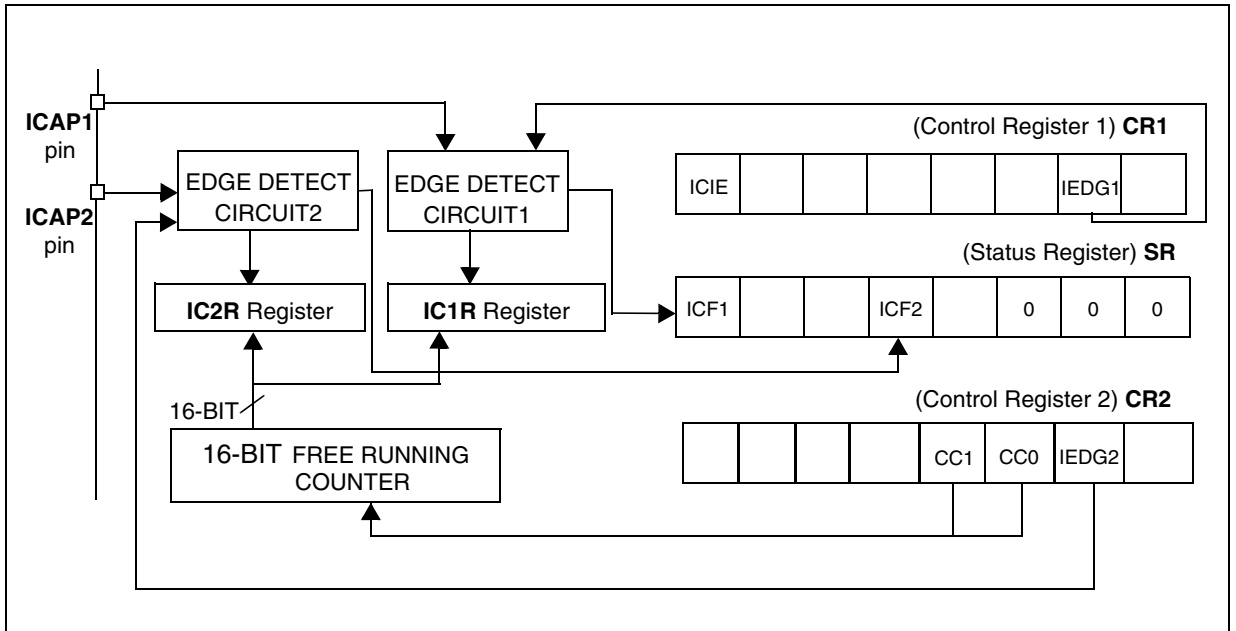 ICAP1
pin
ICAP2
pin
EDGE DETECT
CIRCUIT2
EDGE DETECT
CIRCUIT1
IC2R Register
IC1R Register
16-BIT
16-BIT FREE RUNNING
COUNTER
(Control Register 1) CR1
ICIE
IEDG1
(Status Register) SR
ICF1
ICF2
0
0
0
(Control Register 2) CR2
CC1
CC0
IEDG2